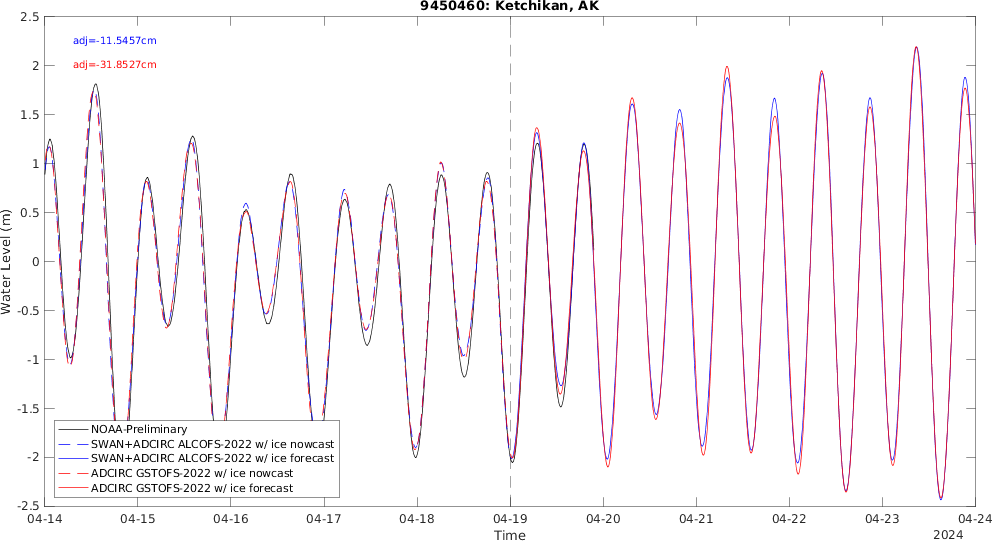 9450460: Ketchikan, AK
adj=-11.5457cm
adj=-31.8527cm
Water Level (m)
2.5
2
1.5
1
0.5
0
-0.5
-1
-1.5
-2
-2.5
NOAA-Preliminary
SWAN+ADCIRC ALCOFS-2022 w/ ice nowcast
SWAN+ADCIRC ALCOFS-2022 w/ ice forecast
ADCIRC GSTOFS-2022 w/ ice nowcast
ADCIRC GSTOFS-2022 w/ ice forecast
04-14 04-15 04-16 04-17 04-18 04-19 04-20 04-21 04-22 04-23 04-24
Time
2024